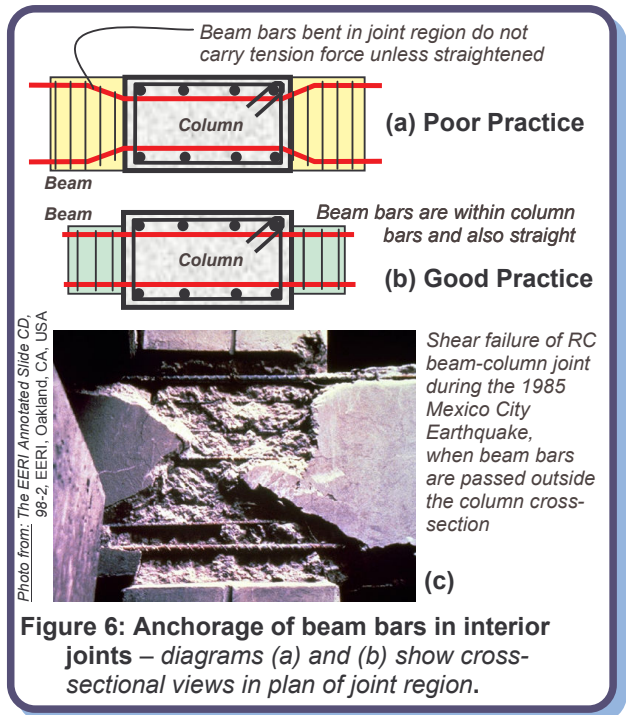 Beam bars bent in joint region do not
carry tension force unless straightened
Column
(a) Poor Practice
Beam
Beam
Beam bars are within column
bars and also straight
Column
(b) Good Practice
Photo from: The EERI Annotated Slide CD,
98-2, EERI, Oakland, CA, USA
Shear failure of RC
beam-column joint
during the 1985
Mexico City
Earthquake,
when beam bars
are passed outside
the column cross-
section
(c)
Figure 6: Anchorage of beam bars in interior
joints – diagrams (a) and (b) show cross-
sectional views in plan of joint region.